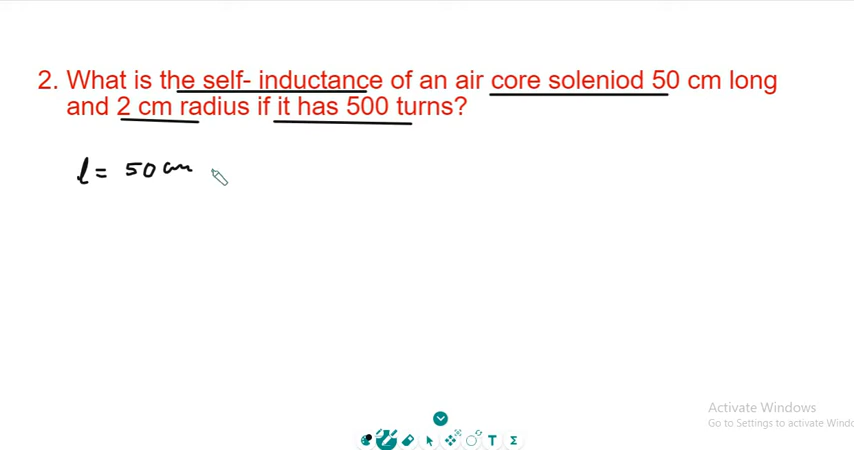 2. What is the self- inductance of an air core soleniod 50 cm long
and 2 cm radius if it has 500 turns?
l = 50 cm
T Σ
Activate Windows
Go to Settings to activate Windo